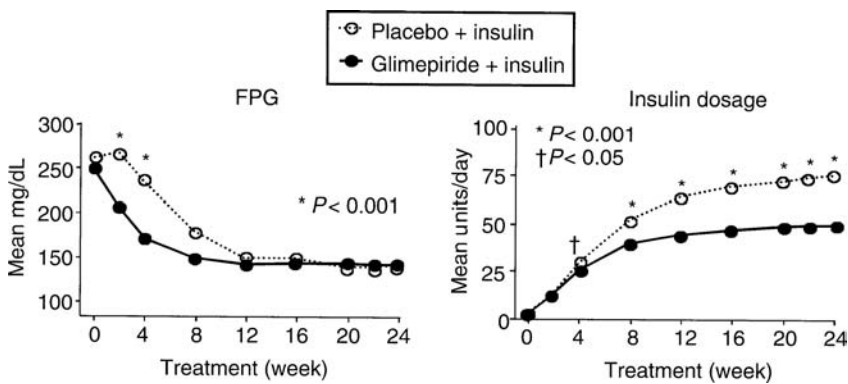 Placebo + insulin
Glimepiride + insulin
FPG
Mean mg/dL
300
250
200
150
100
*
*
* P< 0.001
0 4 8 12 16 20 24
Treatment (week)
Insulin dosage
Mean units/day
100
75
50
25
0
* P< 0.001
†P< 0.05
†
* * * * * *
0 4 8 12 16 20 24
Treatment (week)